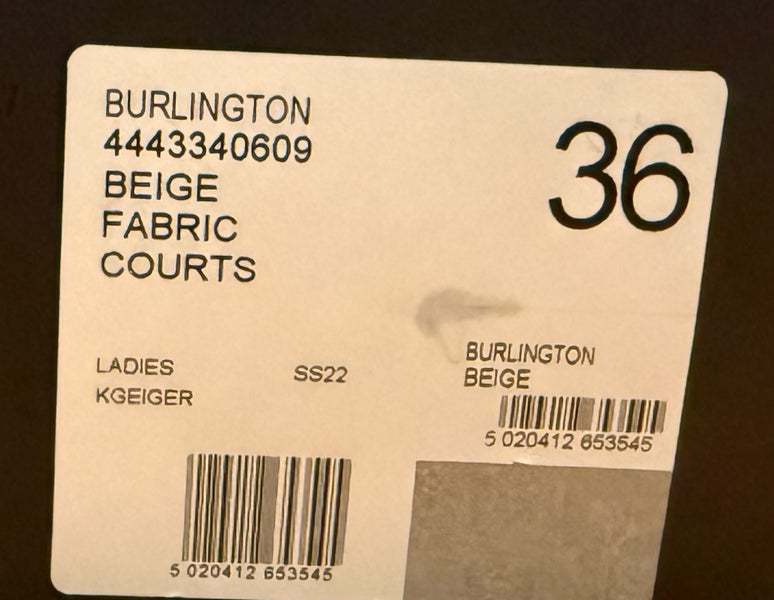 BURLINGTON
4443340609
BEIGE
FABRIC
COURTS
36
LADIES
KGEIGER
SS22
BURLINGTON
BEIGE
5 020412 653545
5 020412 653545